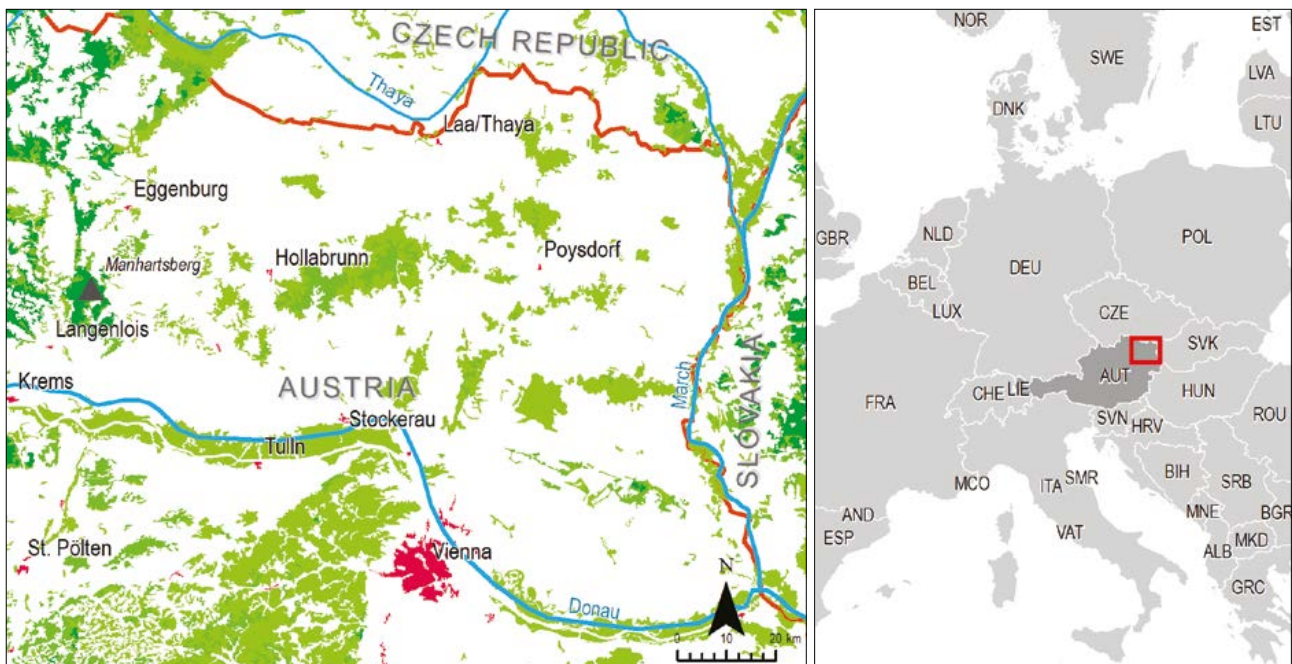 CZECH REPUBLIC
Thaya
Laa/Thaya
Eggenburg
Hollabrunn
Poysdorf
Manhartsberg
Langenlois
Krems
AUSTRIA
Stockerau
March
SLOVAKIA
Tulln
St. Pölten
Vienna
N
Donau
0 10 20 km
NOR
EST
SWE
LVA
DNK
LTU
GBR
NLD
POL
DEU
BEL
LUX
CZE
SVK
AUT
FRA
CHE
LIE
HUN
SVN
HRV
ROU
BIH
SMR
ITA
SRB
MCO
AND
MNE
BGR
ESP
VAT
ALB
MKD
GRC